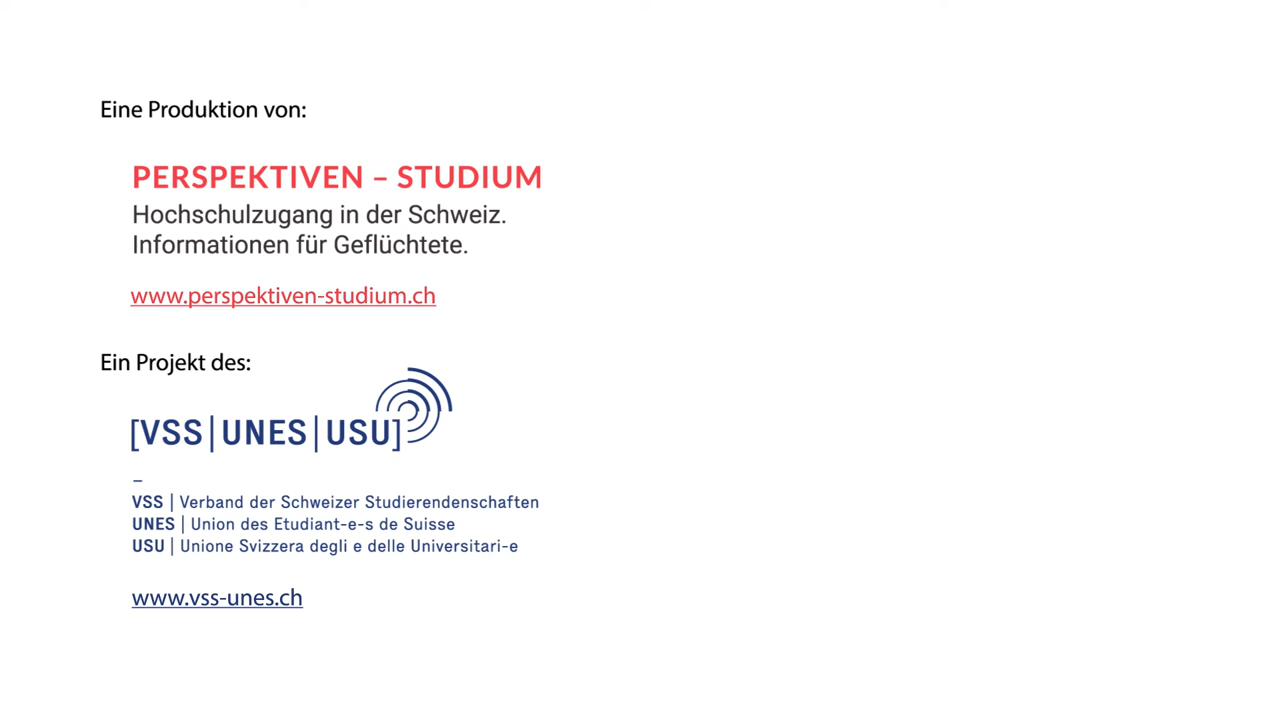 Eine Produktion von:
PERSPEKTIVEN – STUDIUM
Hochschulzugang in der Schweiz.
Informationen für Geflüchtete.
www.perspektiven-studium.ch
Ein Projekt des:
[VSS|UNES|USU]
–
VSS | Verband der Schweizer Studierendenschaften
UNES | Union des Etudiant-e-s de Suisse
USU | Unione Svizzera degli e delle Universitari-e
www.vss-unes.ch